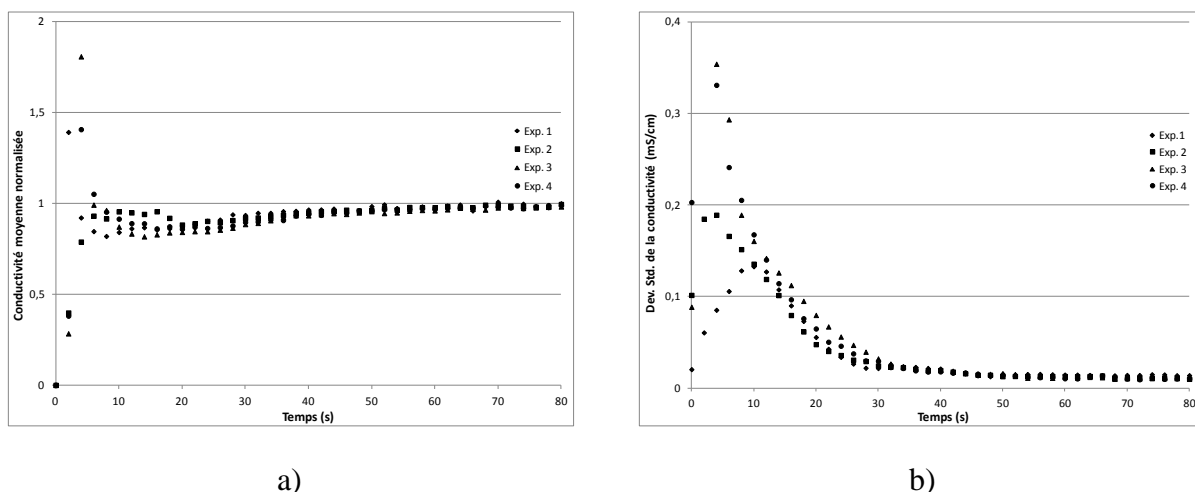 2
1,5
1
0,5
0
Conductivité moyenne normalisée
Exp. 1
Exp. 2
Exp. 3
Exp. 4
0 10 20 30 40 50 60 70 80
Temps (s)
a)
0,4
0,3
0,2
0,1
0
Dev. Std. de la conductivité (mS/cm)
Exp.1
Exp. 2
Exp. 3
Exp. 4
0 10 20 30 40 50 60 70 80
Temps (s)
b)